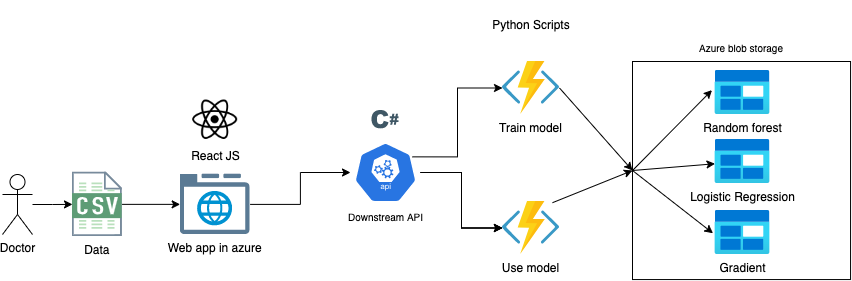 Python Scripts
Azure blob storage
C#
React JS
Train model
Random forest
CSV
api
Logistic Regression
Downstream API
Doctor
Data
Web app in azure
Use model
Gradient